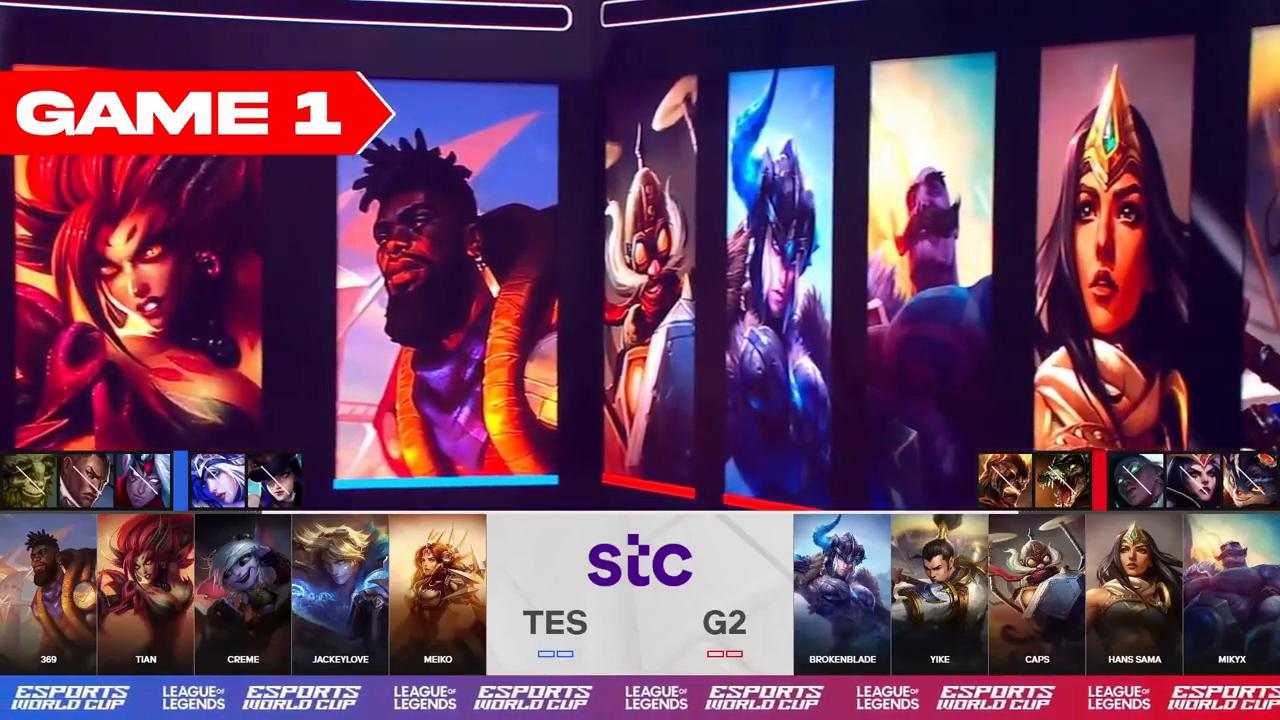 GAME 1
stc
TES
G2
369
TIAN
CREME
JACKEYLOVE
MEIKO
BROKENBLADE
YIKE
CAPS
HANS SAMA
MIKYX
ESPORTS WORLD CUP
LEAGUE OF LEGENDS
ESPORTS WORLD CUP
LEAGUE OF LEGENDS
ESPORTS WORLD CUP
LEAGUE OF LEGENDS
ESPORTS WORLD CUP
LEAGUE OF LEGENDS
ESPORTS WORLD CUP
LEAGUE OF LEGENDS
ESPORTS WORLD CUP